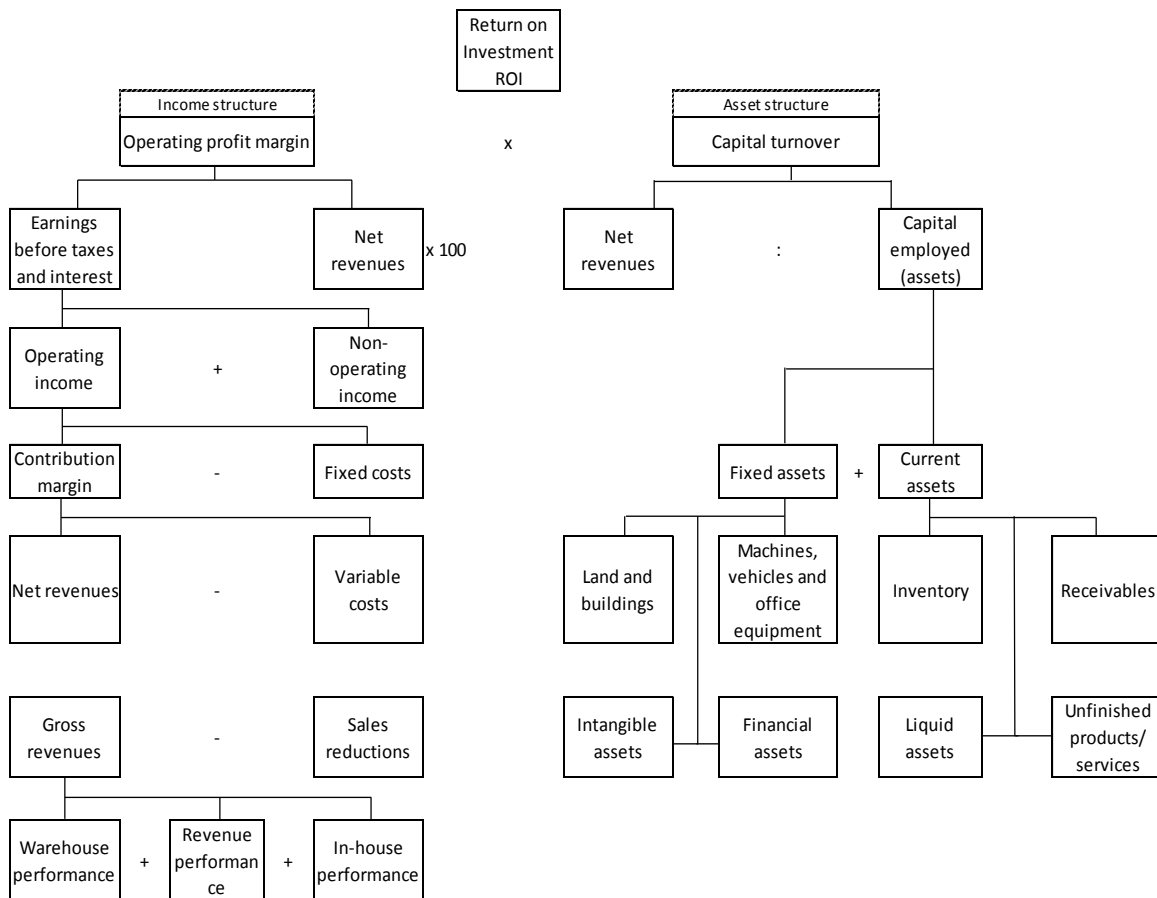 Return on
Investment
ROI
Income structure
Asset structure
Operating profit margin
x
Capital turnover
Earnings
before taxes
and interest
Net
revenues
x 100
Net
revenues
:
Capital
employed
(assets)
Operating
income
+
Non-
operating
income
Contribution
margin
-
Fixed costs
Fixed assets
+
Current
assets
Net revenues
-
Variable
costs
Land and
buildings
Machines,
vehicles and
office
equipment
Inventory
Receivables
Gross
revenues
-
Sales
reductions
Intangible
assets
Financial
assets
Liquid
assets
Unfinished
products/
services
Warehouse
performance
+
Revenue
performan
ce
+
In-house
performance